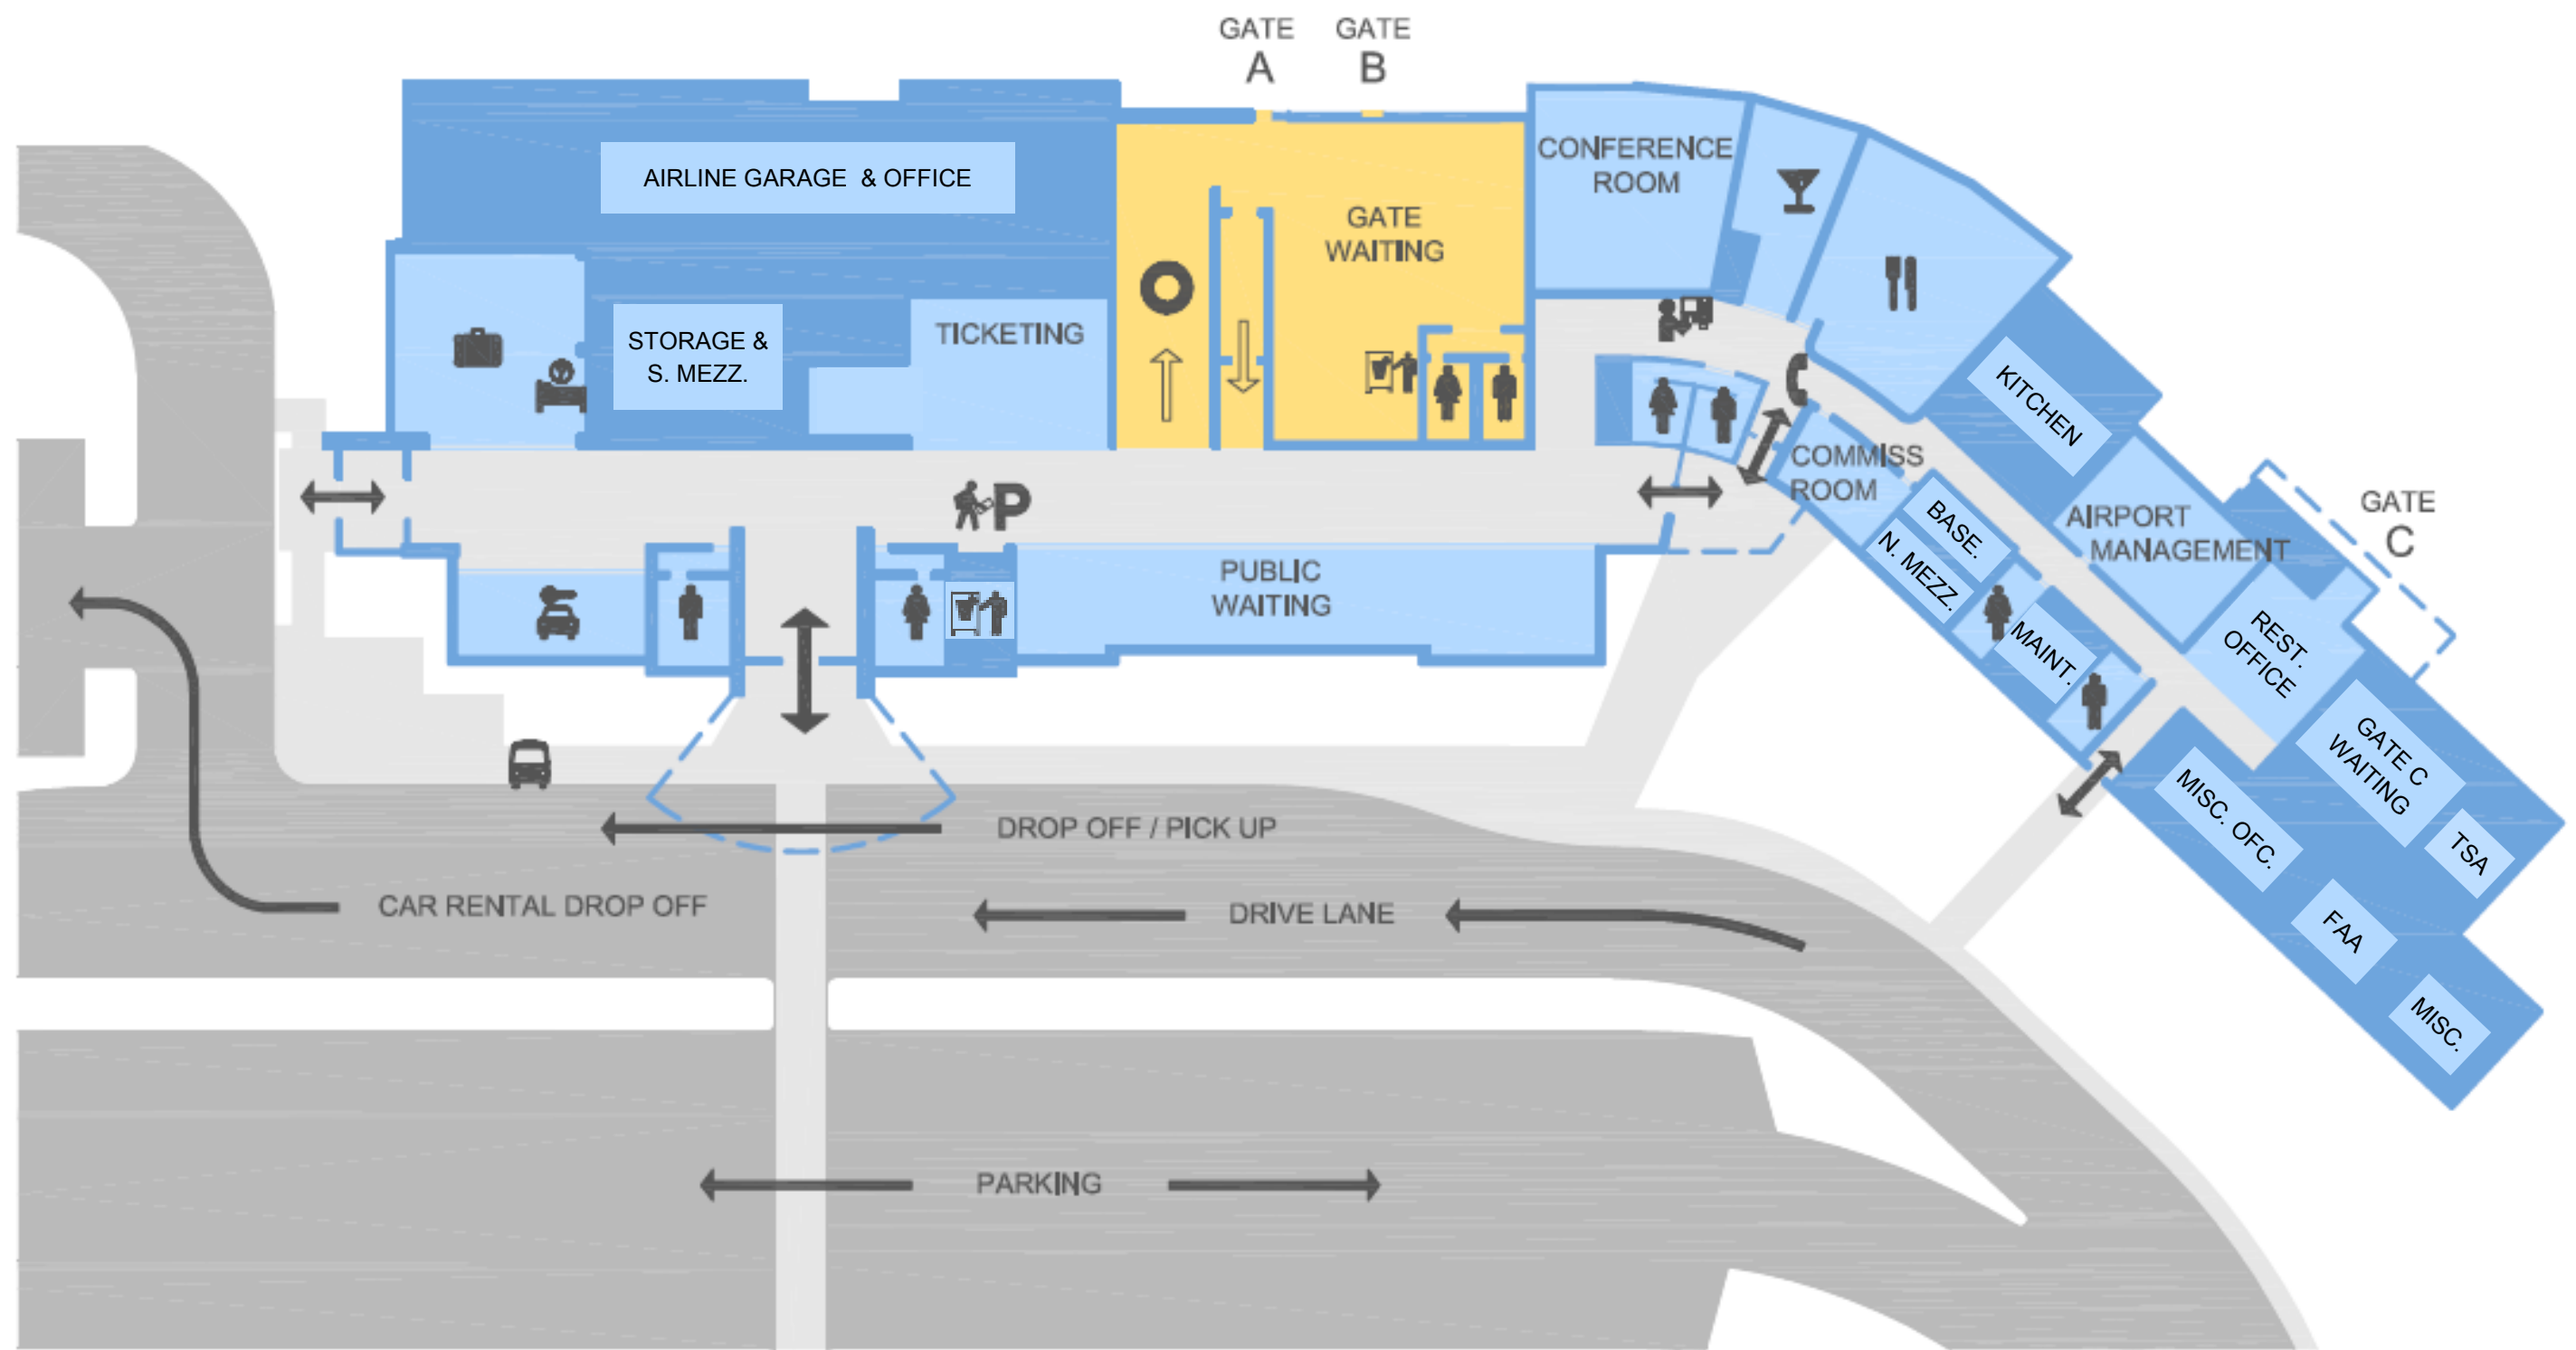 GATE
A
GATE
B
AIRLINE GARAGE & OFFICE
CONFERENCE
ROOM
GATE
WAITING
STORAGE &
S. MEZZ.
TICKETING
KITCHEN
COMMISS
ROOM
BASE.
N. MEZZ.
AIRPORT
MANAGEMENT
GATE
C
P
PUBLIC
WAITING
MAINT.
REST.
OFFICE
GATE C
WAITING
TSA
MISC. OFC.
FAA
MISC.
DROP OFF / PICK UP
CAR RENTAL DROP OFF
DRIVE LANE
PARKING